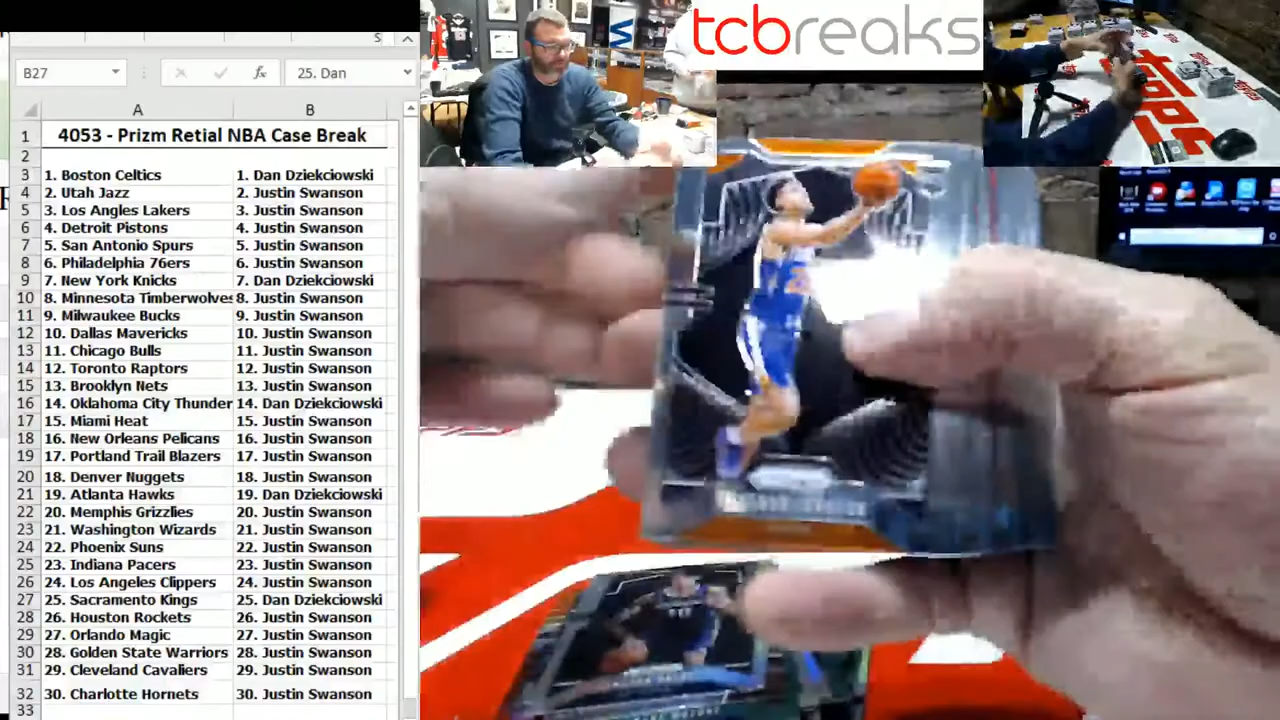 S
B27
fx
25. Dan
A B
1 4053 - Prizm Retial NBA Case Break
2
3 1. Boston Celtics 1. Dan Dziekciowski
4 2. Utah Jazz 2. Justin Swanson
5 3. Los Angles Lakers 3. Justin Swanson
6 4. Detroit Pistons 4. Justin Swanson
7 5. San Antonio Spurs 5. Justin Swanson
8 6. Philadelphia 76ers 6. Justin Swanson
9 7. New York Knicks 7. Dan Dziekciowski
10 8. Minnesota Timberwolves 8. Justin Swanson
11 9. Milwaukee Bucks 9. Justin Swanson
12 10. Dallas Mavericks 10. Justin Swanson
13 11. Chicago Bulls 11. Justin Swanson
14 12. Toronto Raptors 12. Justin Swanson
15 13. Brooklyn Nets 13. Justin Swanson
16 14. Oklahoma City Thunder 14. Dan Dziekciowski
17 15. Miami Heat 15. Justin Swanson
18 16. New Orleans Pelicans 16. Justin Swanson
19 17. Portland Trail Blazers 17. Justin Swanson
20 18. Denver Nuggets 18. Justin Swanson
21 19. Atlanta Hawks 19. Dan Dziekciowski
22 20. Memphis Grizzlies 20. Justin Swanson
23 21. Washington Wizards 21. Justin Swanson
24 22. Phoenix Suns 22. Justin Swanson
25 23. Indiana Pacers 23. Justin Swanson
26 24. Los Angeles Clippers 24. Justin Swanson
27 25. Sacramento Kings 25. Dan Dziekciowski
28 26. Houston Rockets 26. Justin Swanson
29 27. Orlando Magic 27. Justin Swanson
30 28. Golden State Warriors 28. Justin Swanson
31 29. Cleveland Cavaliers 29. Justin Swanson
32 30. Charlotte Hornets 30. Justin Swanson
33
W
tcbreaks
topps